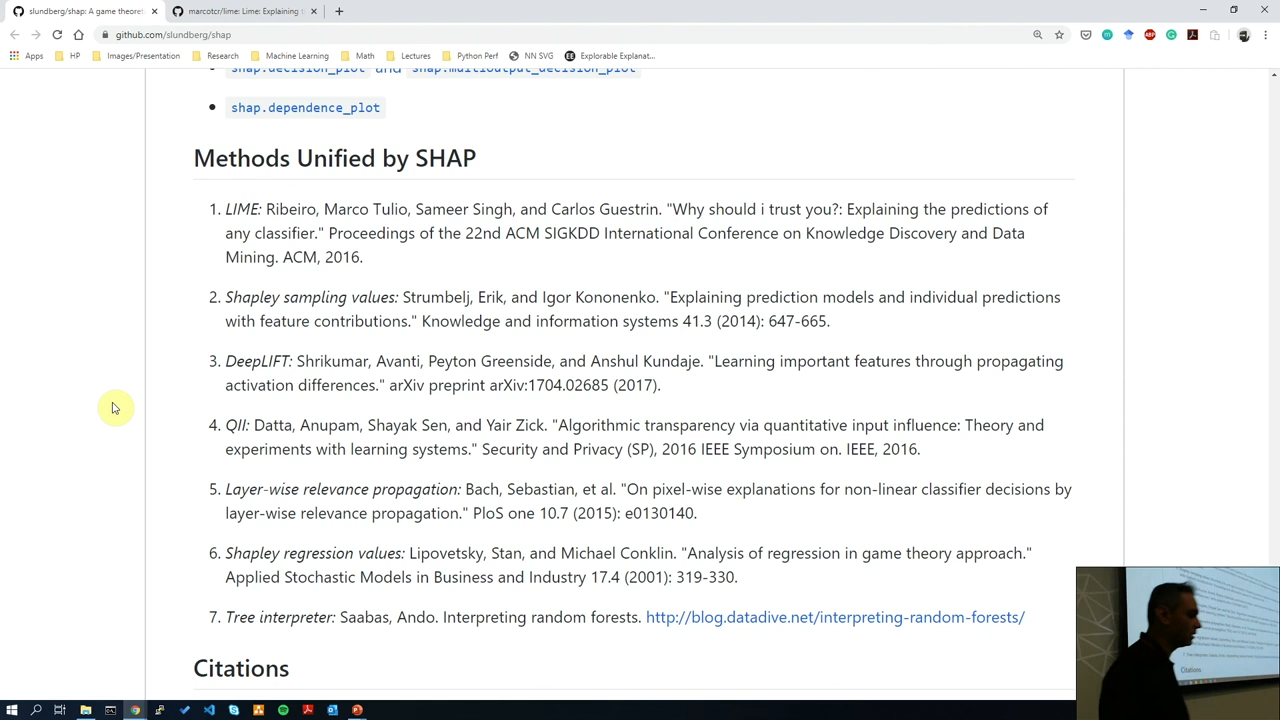 slundberg/shap: A game theoret
marcotcr/lime: Lime: Explaining t
github.com/slundberg/shap
Apps HP Images/Presentation Research Machine Learning Math Lectures Python Perf NN SVG Explorable Explanat...
shap.decision_plot and shap.multioutput_decision_plot
shap.dependence_plot
Methods Unified by SHAP
1. LIME: Ribeiro, Marco Tulio, Sameer Singh, and Carlos Guestrin. "Why should i trust you?: Explaining the predictions of
any classifier." Proceedings of the 22nd ACM SIGKDD International Conference on Knowledge Discovery and Data
Mining. ACM, 2016.
2. Shapley sampling values: Strumbelj, Erik, and Igor Kononenko. "Explaining prediction models and individual predictions
with feature contributions." Knowledge and information systems 41.3 (2014): 647-665.
3. DeepLIFT: Shrikumar, Avanti, Peyton Greenside, and Anshul Kundaje. "Learning important features through propagating
activation differences." arXiv preprint arXiv:1704.02685 (2017).
4. QII: Datta, Anupam, Shayak Sen, and Yair Zick. "Algorithmic transparency via quantitative input influence: Theory and
experiments with learning systems." Security and Privacy (SP), 2016 IEEE Symposium on. IEEE, 2016.
5. Layer-wise relevance propagation: Bach, Sebastian, et al. "On pixel-wise explanations for non-linear classifier decisions by
layer-wise relevance propagation." PloS one 10.7 (2015): e0130140.
6. Shapley regression values: Lipovetsky, Stan, and Michael Conklin. "Analysis of regression in game theory approach."
Applied Stochastic Models in Business and Industry 17.4 (2001): 319-330.
7. Tree interpreter: Saabas, Ando. Interpreting random forests. http://blog.datadive.net/interpreting-random-forests/
Citations
Citations